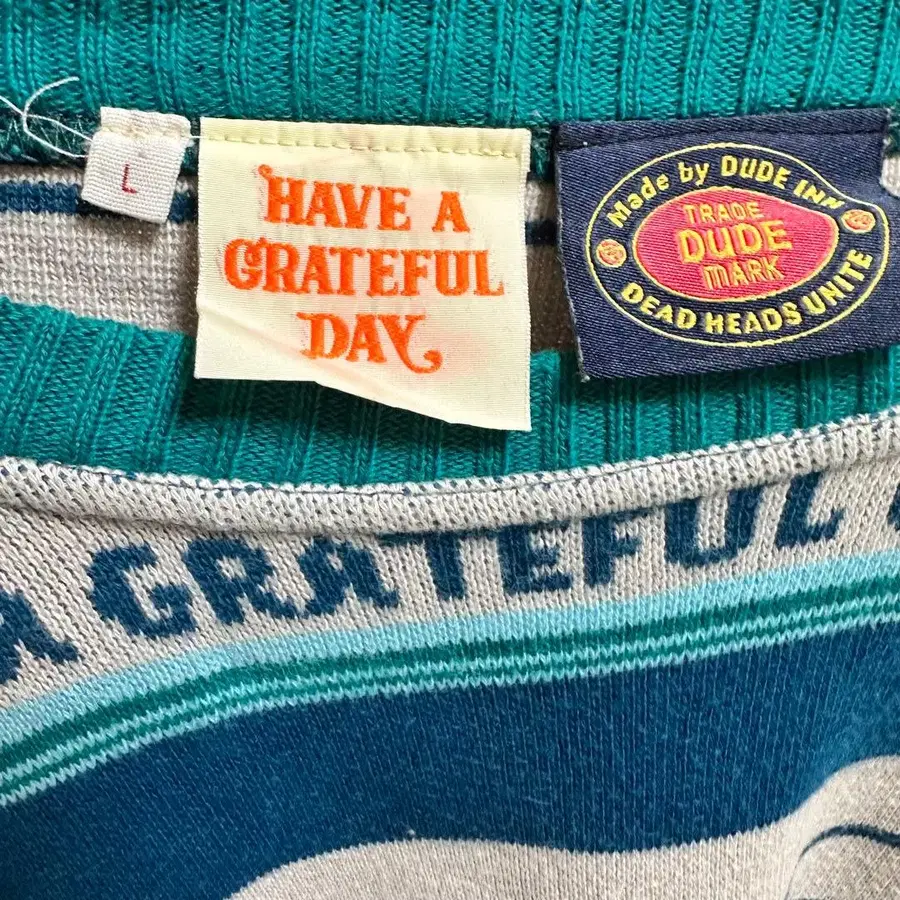 L
HAVE A
GRATEFUL
DAY
Made by DUDE INN
TRADE
DUDE
MARK
DEAD HEADS UNITE
A GRATEFUL